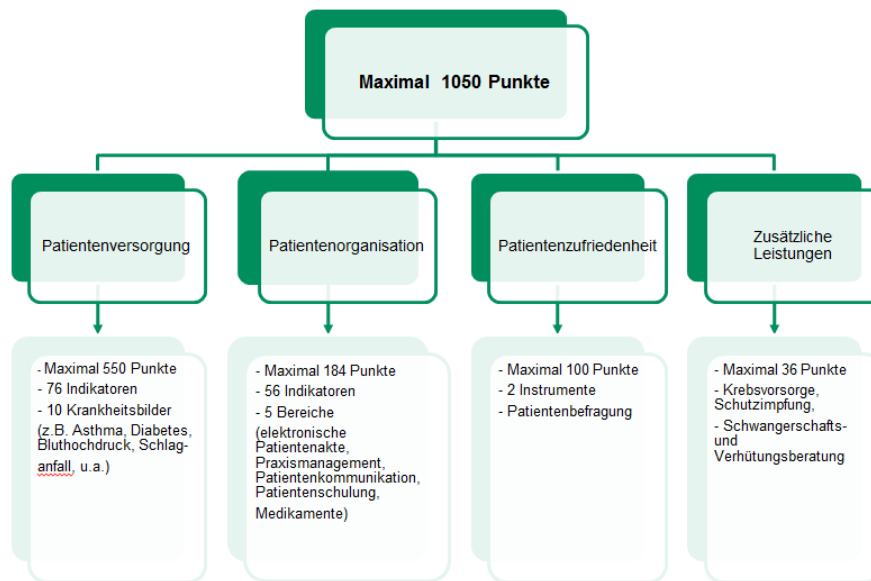 Maximal 1050 Punkte
Patientenversorgung
Patientenorganisation
Patientenzufriedenheit
Zusätzliche
Leistungen
- Maximal 550 Punkte
- 76 Indikatoren
- 10 Krankheitsbilder
(z.B. Asthma, Diabetes,
Bluthochdruck, Schlag-
anfall, u.a.)
- Maximal 184 Punkte
- 56 Indikatoren
- 5 Bereiche
(elektronische
Patientenakte,
Praxismanagement,
Patientenkommunikation,
Patientenschulung,
Medikamente)
- Maximal 100 Punkte
- 2 Instrumente
- Patientenbefragung
- Maximal 36 Punkte
- Krebsvorsorge,
Schutzimpfung,
- Schwangerschafts-
und
Verhütungsberatung